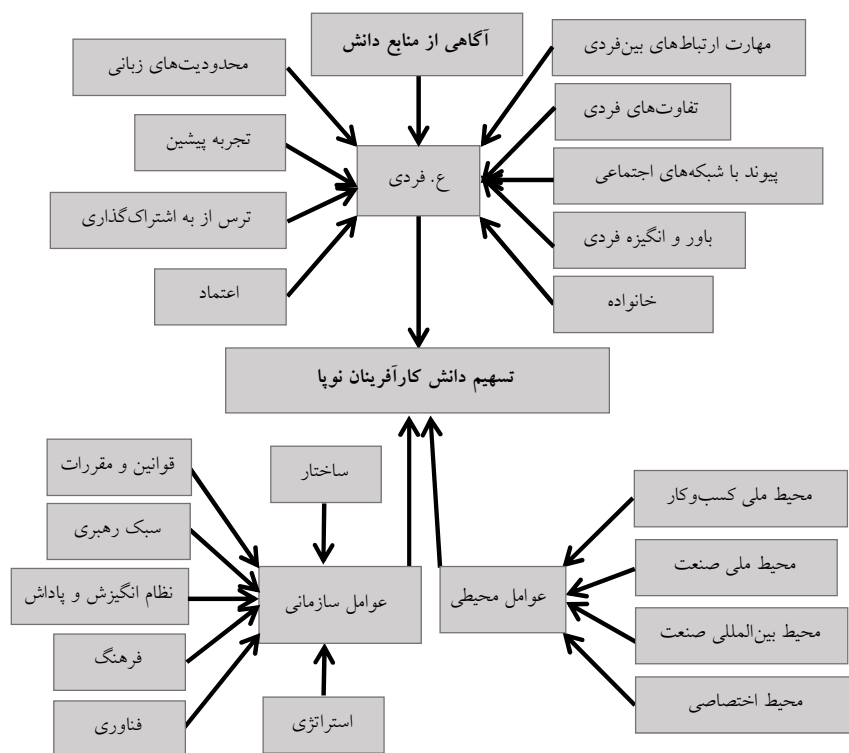 آگاهی از منابع دانش
مهارت ارتباط‌های بین‌فردی
محدودیت‌های زبانی
تفاوت‌های فردی
تجربه پیشین
ع. فردی
پیوند با شبکه‌های اجتماعی
ترس از به اشتراک‌گذاری
باور و انگیزه فردی
اعتماد
خانواده
تسهیم دانش کارآفرینان نوپا
قوانین و مقررات
ساختار
محیط ملی کسب‌وکار
سبک رهبری
محیط ملی صنعت
نظام انگیزش و پاداش
عوامل سازمانی
عوامل محیطی
محیط بین‌المللی صنعت
فرهنگ
محیط اختصاصی
فناوری
استراتژی